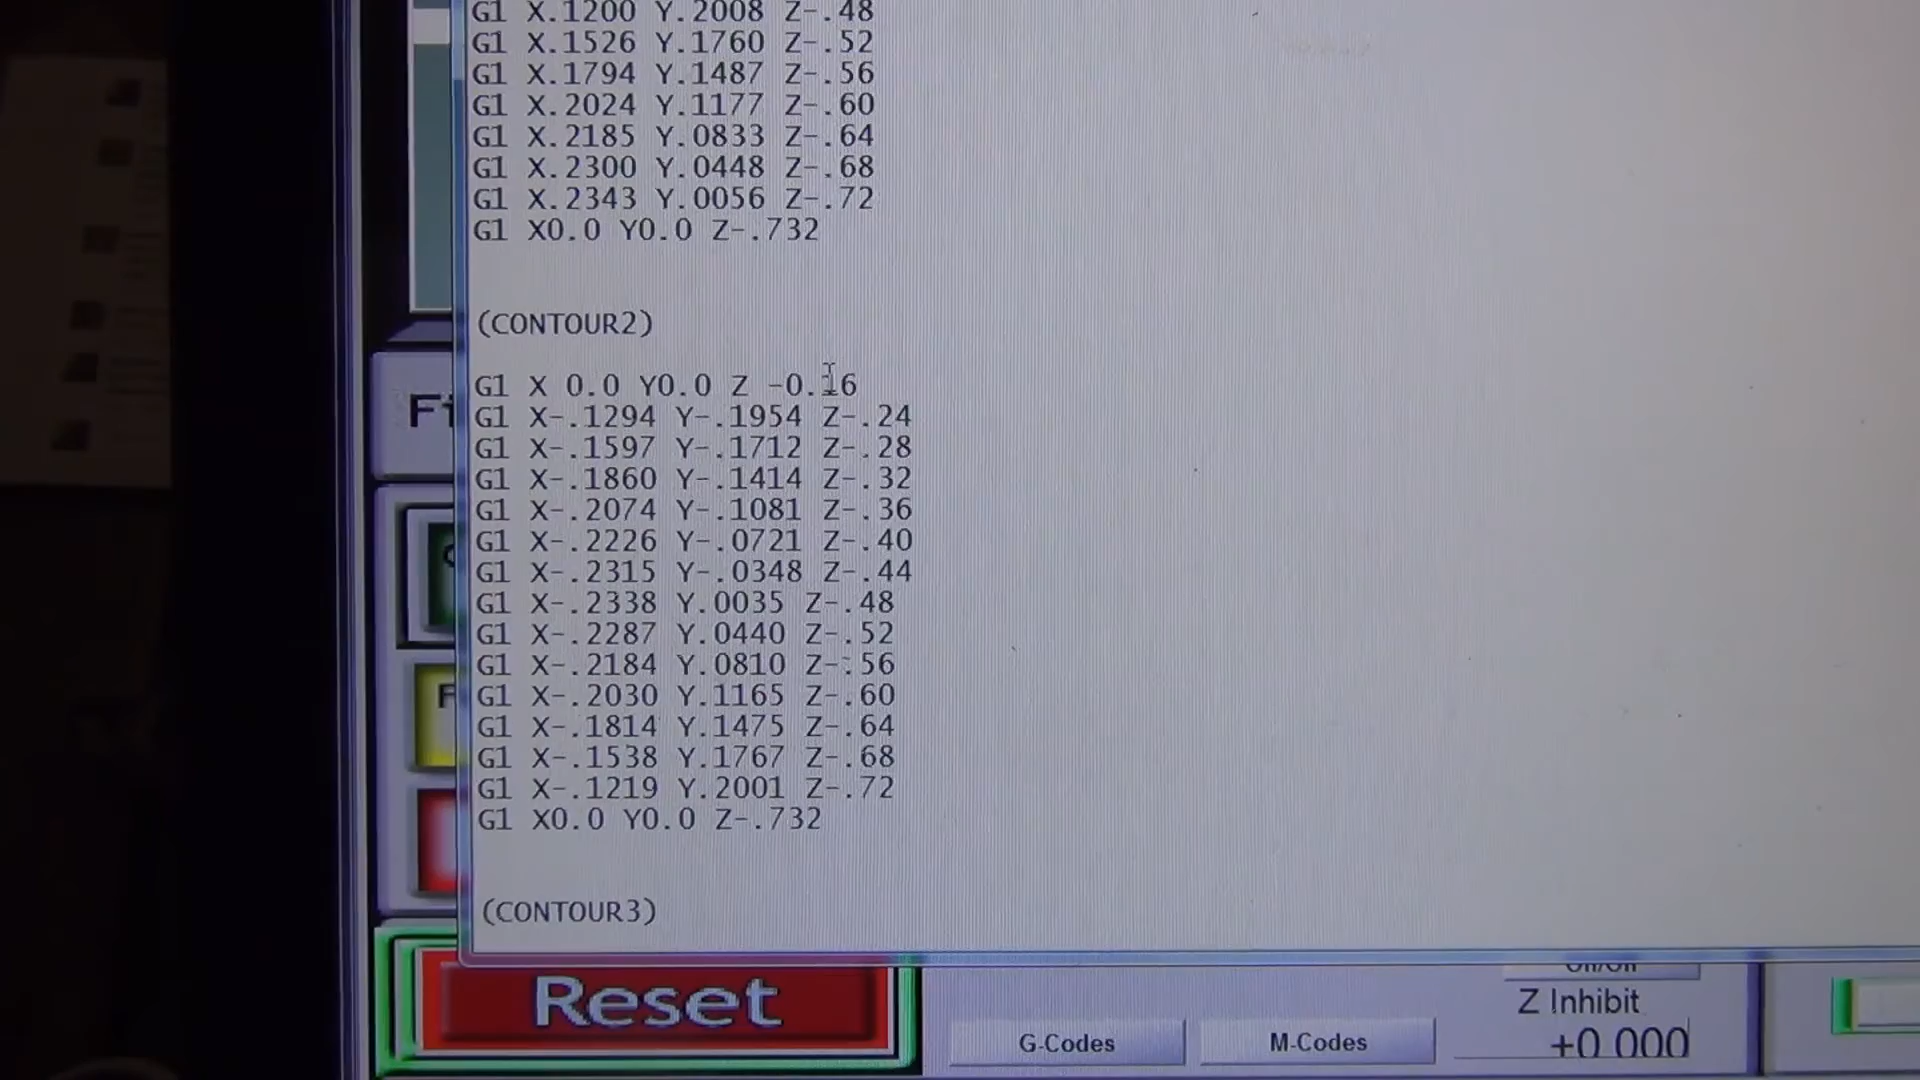 G1 X.1200 Y.2008 Z-.48
G1 X.1526 Y.1760 Z-.52
G1 X.1794 Y.1487 Z-.56
G1 X.2024 Y.1177 Z-.60
G1 X.2185 Y.0833 Z-.64
G1 X.2300 Y.0448 Z-.68
G1 X.2343 Y.0056 Z-.72
G1 X0.0 Y0.0 Z-.732
(CONTOUR2)
G1 X 0.0 Y0.0 Z -0.16
G1 X-.1294 Y-.1954 Z-.24
G1 X-.1597 Y-.1712 Z-.28
G1 X-.1860 Y-.1414 Z-.32
G1 X-.2074 Y-.1081 Z-.36
G1 X-.2226 Y-.0721 Z-.40
G1 X-.2315 Y-.0348 Z-.44
G1 X-.2338 Y.0035 Z-.48
G1 X-.2287 Y.0440 Z-.52
G1 X-.2184 Y.0810 Z-.56
G1 X-.2030 Y.1165 Z-.60
G1 X-.1814 Y.1475 Z-.64
G1 X-.1538 Y.1767 Z-.68
G1 X-.1219 Y.2001 Z-.72
G1 X0.0 Y0.0 Z-.732
(CONTOUR3)
Reset
G-Codes
M-Codes
On/Off
Z Inhibit
+0.000